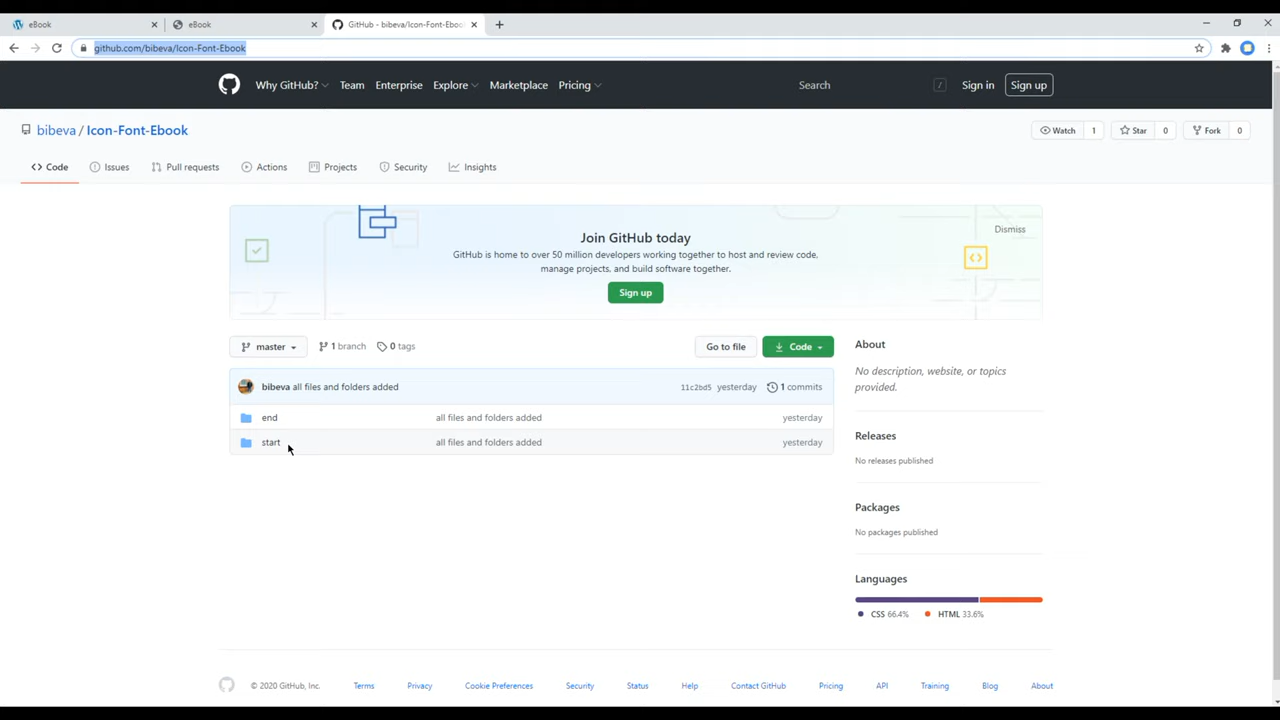 eBook
eBook
GitHub - bibeva/Icon-Font-Eboo
github.com/bibeva/Icon-Font-Ebook
Why GitHub? Team Enterprise Explore Marketplace Pricing Search / Sign in Sign up
bibeva / Icon-Font-Ebook
Watch 1 Star 0 Fork 0
Code Issues Pull requests Actions Projects Security Insights
Dismiss
Join GitHub today
GitHub is home to over 50 million developers working together to host and review code,
manage projects, and build software together.
Sign up
master 1 branch 0 tags Go to file Code
bibeva all files and folders added 11c2bd5 yesterday 1 commits
end all files and folders added yesterday
start all files and folders added yesterday
About
No description, website, or topics
provided.
Releases
No releases published
Packages
No packages published
Languages
CSS 66.4% HTML 33.6%
© 2020 GitHub, Inc. Terms Privacy Cookie Preferences Security Status Help Contact GitHub Pricing API Training Blog About